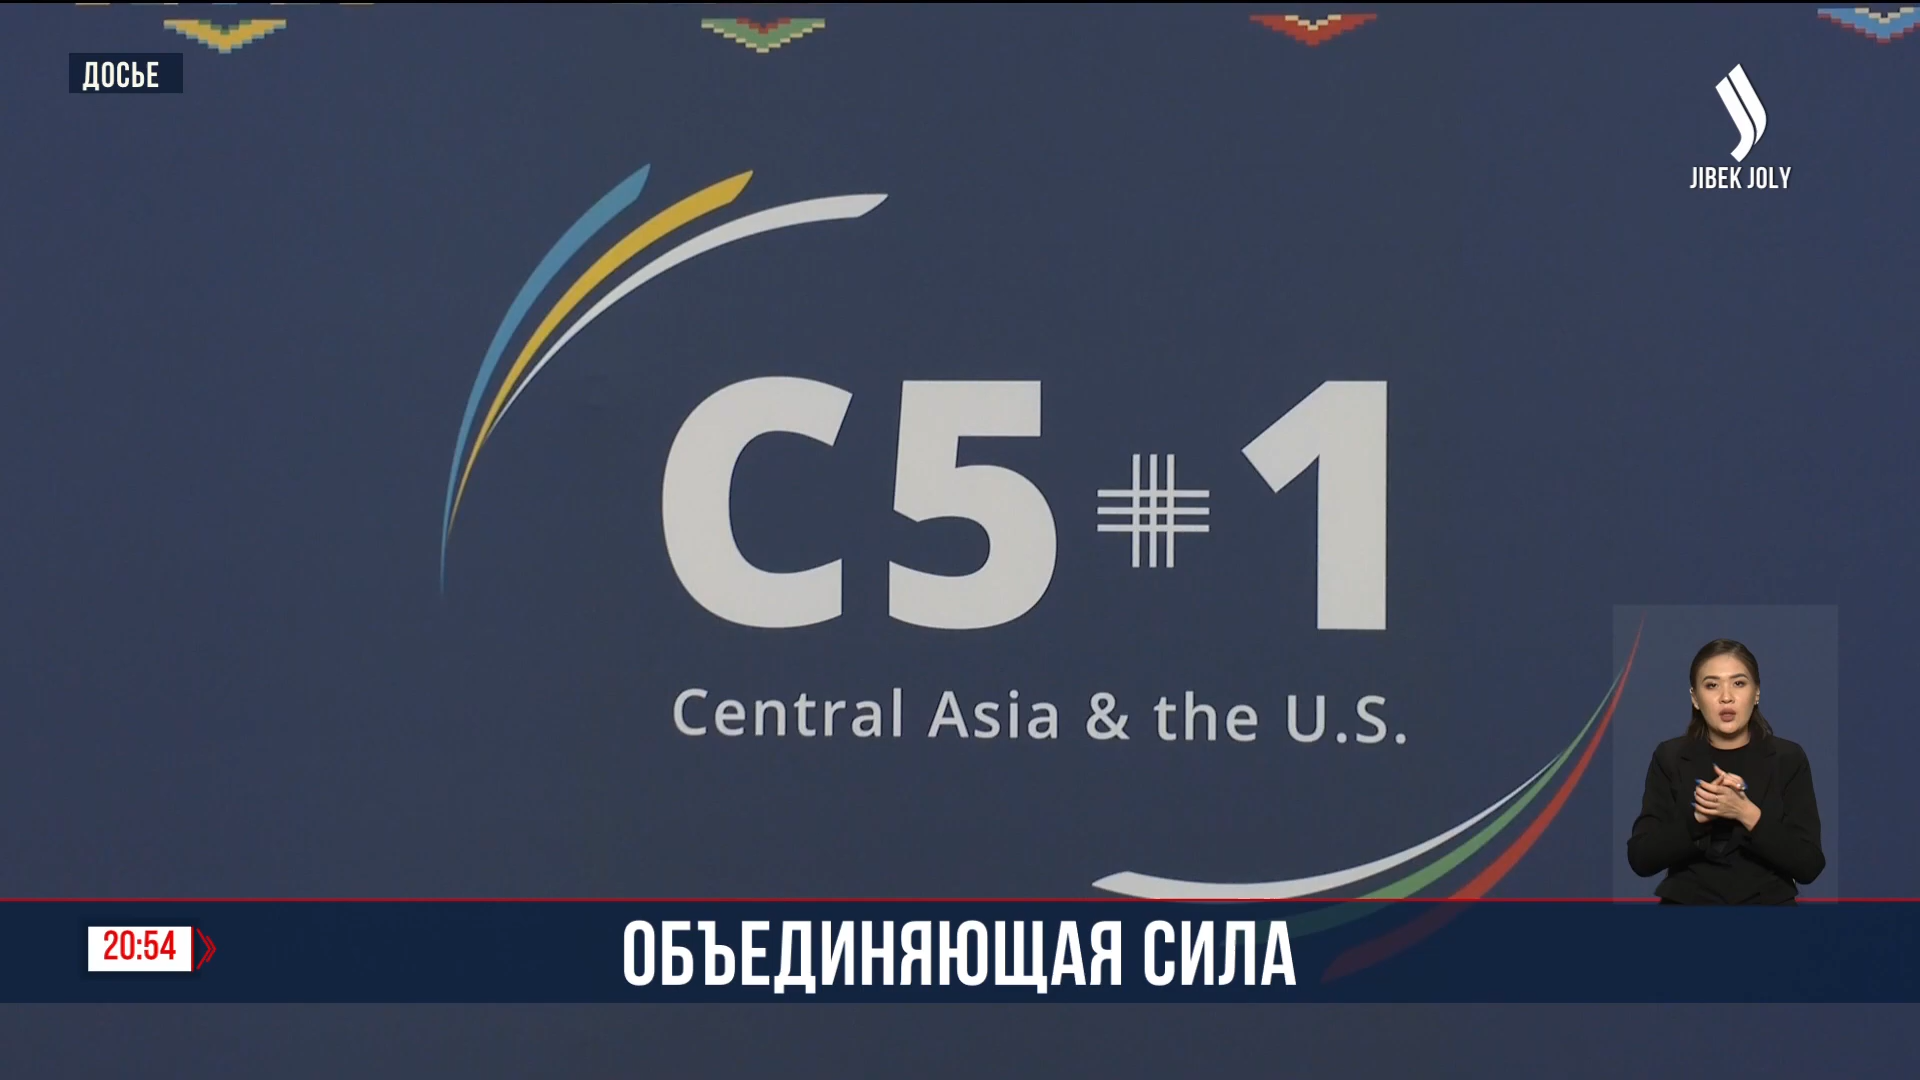 ДОСЬЕ
JIBEK JOLY
C5+1
Central Asia & the U.S.
20:54
ОБЪЕДИНЯЮЩАЯ СИЛА